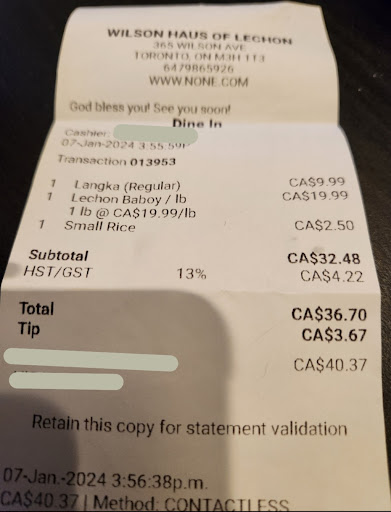 WILSON HAUS OF LECHON
365 WILSON AVE
TORONTO, ON M3H 1T3
6479865926
WWW.NONE.COM
God bless you! See you soon!
Dine In
Cashier:
07-Jan-2024 3:55:59P
Transaction 013953
1 Langka (Regular) CA$9.99
1 Lechon Baboy / lb CA$19.99
1 lb @ CA$19.99/lb
1 Small Rice CA$2.50
Subtotal CA$32.48
HST/GST 13% CA$4.22
Total CA$36.70
Tip CA$3.67
CA$40.37
Retain this copy for statement validation
07-Jan.-2024 3:56:38p.m.
CA$40.37 | Method: CONTACTLESS